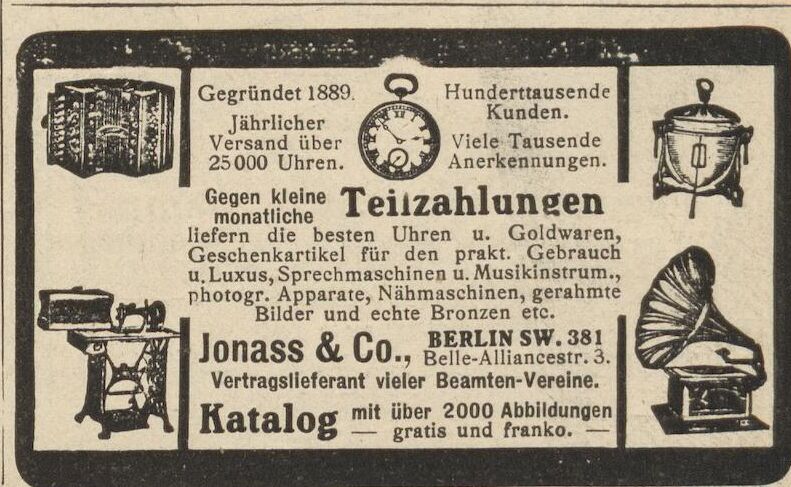 Gegründet 1889.
Jährlicher
Versand über
25000 Uhren.
Hunderttausende
Kunden.
Viele Tausende
Anerkennungen.
Gegen kleine
monatliche
Teilzahlungen
liefern die besten Uhren u. Goldwaren,
Geschenkartikel für den prakt. Gebrauch
u. Luxus, Sprechmaschinen u. Musikinstrum.,
photogr. Apparate, Nähmaschinen, gerahmte
Bilder und echte Bronzen etc.
Jonass & Co., BERLIN SW. 381
Belle-Alliancestr. 3.
Vertragslieferant vieler Beamten-Vereine.
Katalog mit über 2000 Abbildungen
— gratis und franko. —